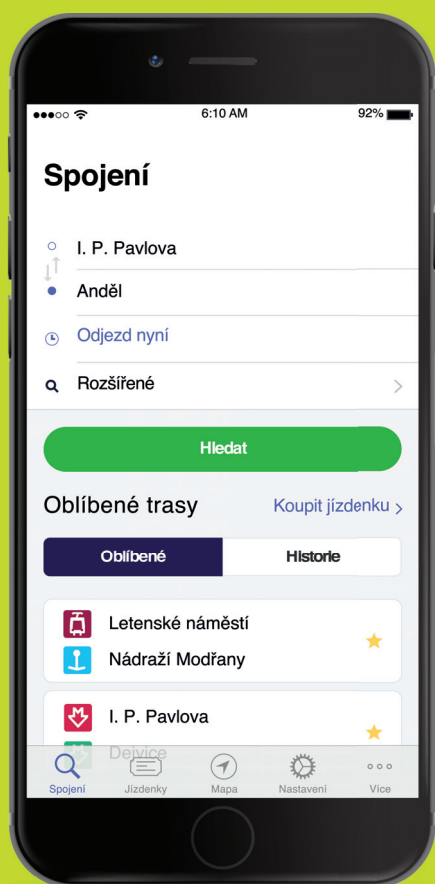 6:10 AM
92%
Spojení
I. P. Pavlova
Anděl
Odjezd nyní
Rozšířené
Hledat
Oblíbené trasy
Koupit jízdenku
Oblíbené
Historie
Letenské náměstí
Nádraží Modřany
I. P. Pavlova
Dejvice
Spojení
Jízdenky
Mapa
Nastavení
Více